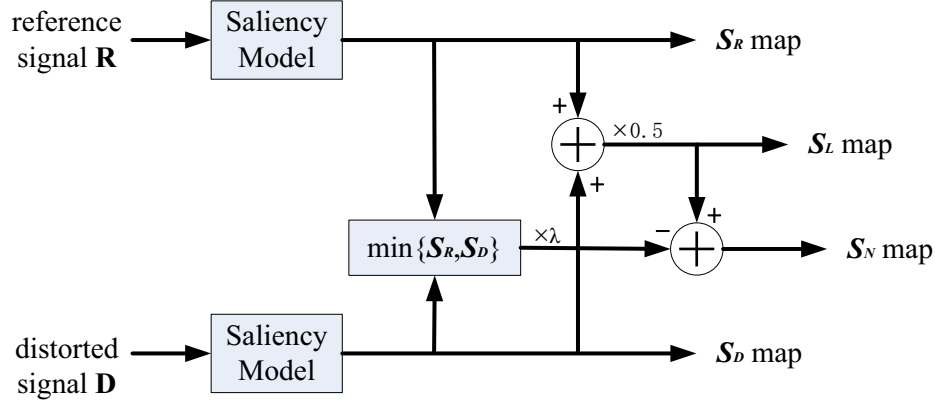 reference
signal R
Saliency
Model
S_R map
+
×0.5
S_L map
+
min{S_R,S_D}
×λ
−
+
S_N map
distorted
signal D
Saliency
Model
S_D map